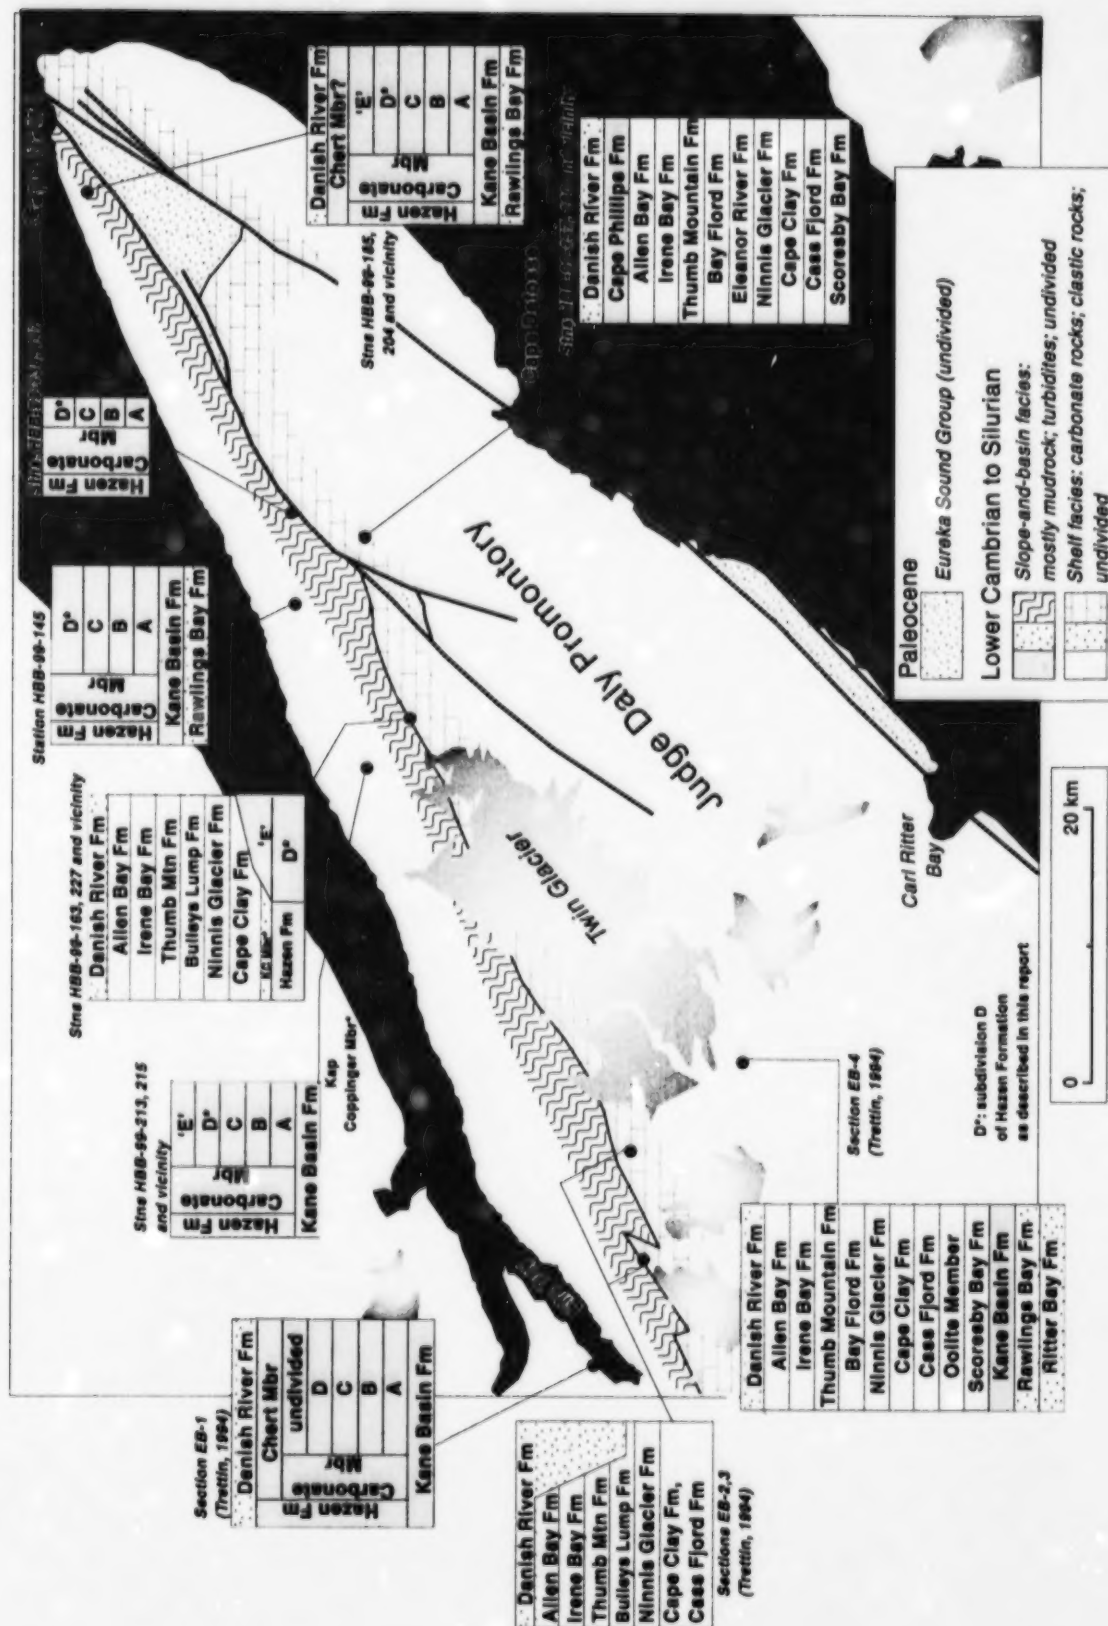 Section EB-1
(Trettin, 1994)
Danish River Fm
Chert Mbr
undivided
D
C
B
A
Hazen Fm
Carbonate
Mbr
Kane Basin Fm
Stns HBB-99-213, 215
and vicinity
'E'
D*
C
B
A
Hazen Fm
Carbonate
Mbr
Kane Basin Fm
Kap
Coppinger Mbr*
Stns HBB-99-163, 227 and vicinity
Danish River Fm
Allen Bay Fm
Irene Bay Fm
Thumb Mtn Fm
Bulleys Lump Fm
Ninnis Glacier Fm
Cape Clay Fm
'E'
Hazen Fm
D*
Station HBB-99-145
D*
C
B
A
Hazen Fm
Carbonate
Mbr
Kane Basin Fm
Rawlings Bay Fm
D*
C
B
A
Hazen Fm
Carbonate
Mbr
Danish River Fm
Chert Mbr?
'E'
D*
C
B
A
Hazen Fm
Carbonate
Mbr
Kane Basin Fm
Rawlings Bay Fm
Stns HBB-99-185,
204 and vicinity
Danish River Fm
Cape Phillips Fm
Allen Bay Fm
Irene Bay Fm
Thumb Mountain Fm
Bay Fiord Fm
Eleanor River Fm
Ninnis Glacier Fm
Cape Clay Fm
Cass Fjord Fm
Scoresby Bay Fm
Cape Defosse
Judge Daly Promontory
Twin Glacier
Carl Ritter
Bay
Danish River Fm
Allen Bay Fm
Irene Bay Fm
Thumb Mtn Fm
Bulleys Lump Fm
Ninnis Glacier Fm
Cape Clay Fm,
Cass Fjord Fm
Sections EB-2,3
(Trettin, 1994)
Section EB-4
(Trettin, 1994)
Danish River Fm
Allen Bay Fm
Irene Bay Fm
Thumb Mountain Fm
Bay Fiord Fm
Ninnis Glacier Fm
Cape Clay Fm
Cass Fjord Fm
Oolite Member
Scoresby Bay Fm
Kane Basin Fm
Rawlings Bay Fm
Ritter Bay Fm
D*: subdivision D
of Hazen Formation
as described in this report
0
20 km
Paleocene
Eureka Sound Group (undivided)
Lower Cambrian to Silurian
Slope-and-basin facies:
mostly mudrock; turbidites; undivided
Shelf facies: carbonate rocks; clastic rocks;
undivided